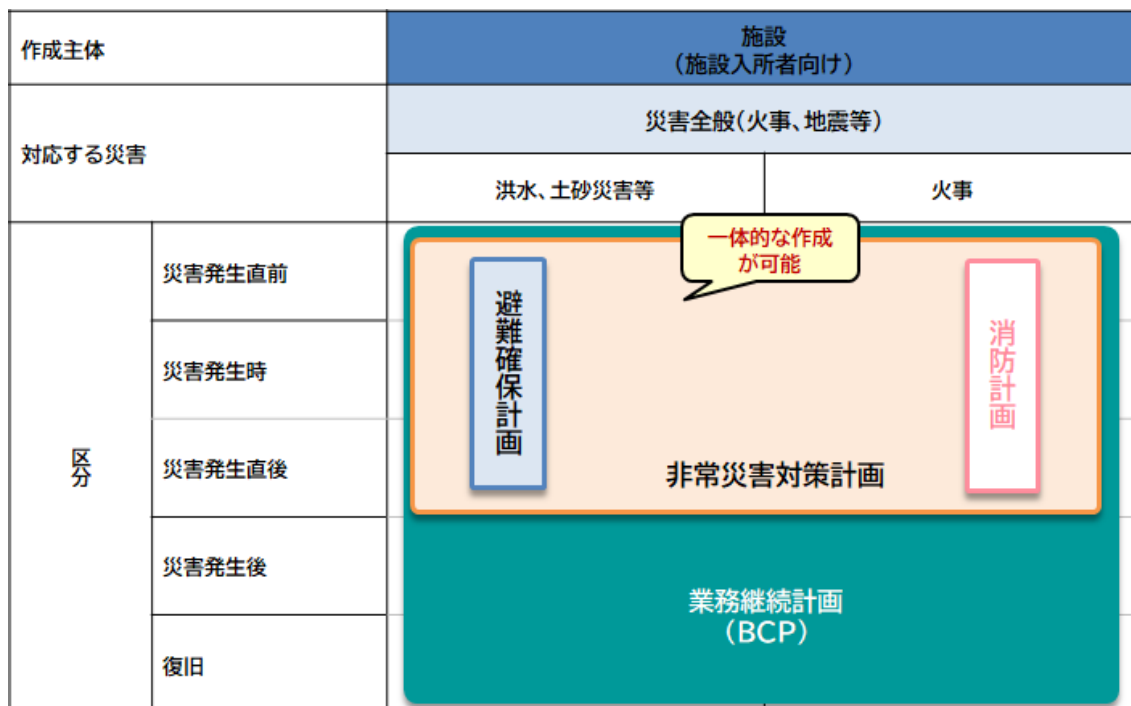 作成主体
施設
（施設入所者向け）
対応する災害
災害全般（火事、地震等）
洪水、土砂災害等
火事
一体的な作成
が可能
区分
災害発生直前
災害発生時
災害発生直後
災害発生後
復旧
避難確保計画
消防計画
非常災害対策計画
業務継続計画
（BCP）